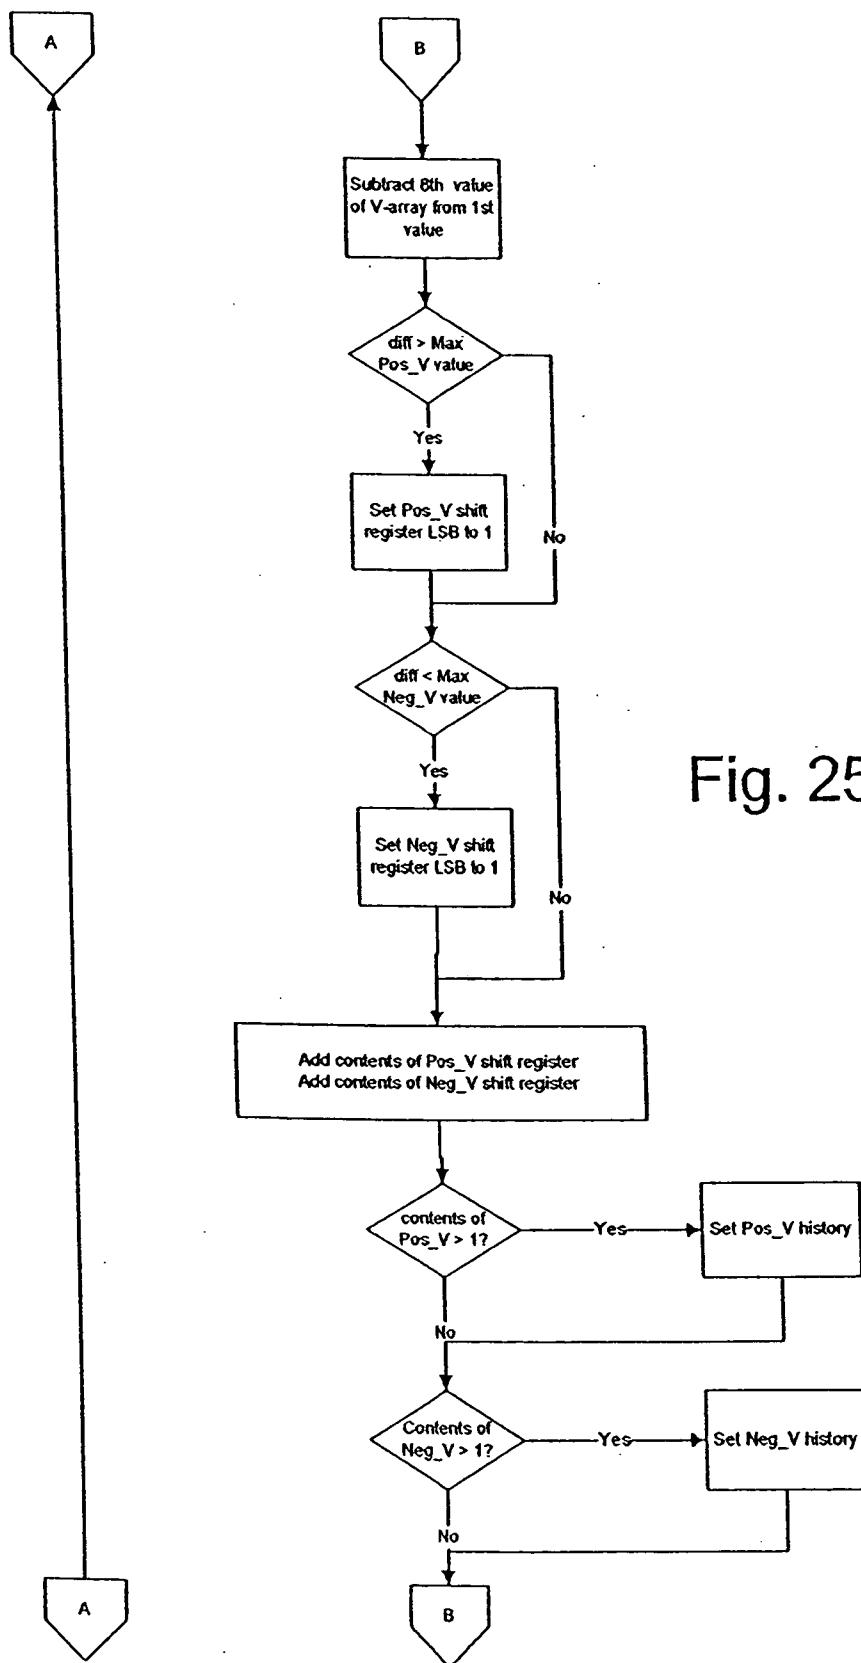 A
B
Subtract 8th value
of V-array from 1st
value
diff > Max
Pos_V value
Yes
Set Pos_V shift
register LSB to 1
No
diff < Max
Neg_V value
Yes
Set Neg_V shift
register LSB to 1
No
Fig. 25
Add contents of Pos_V shift register
Add contents of Neg_V shift register
contents of
Pos_V > 1?
Yes
Set Pos_V history
No
Contents of
Neg_V > 1?
Yes
Set Neg_V history
No
A
B